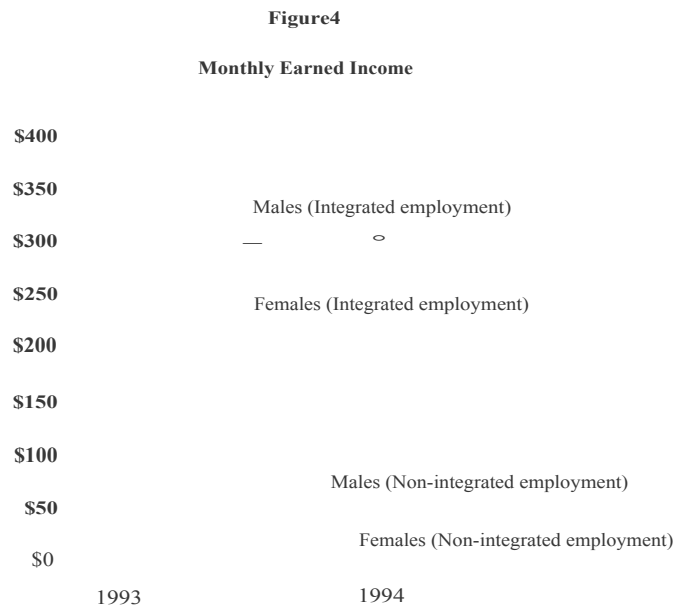 Figure4
Monthly Earned Income
$400
$350
Males (Integrated employment)
$300
$250
Females (Integrated employment)
$200
$150
$100
Males (Non-integrated employment)
$50
Females (Non-integrated employment)
$0
1993 1994